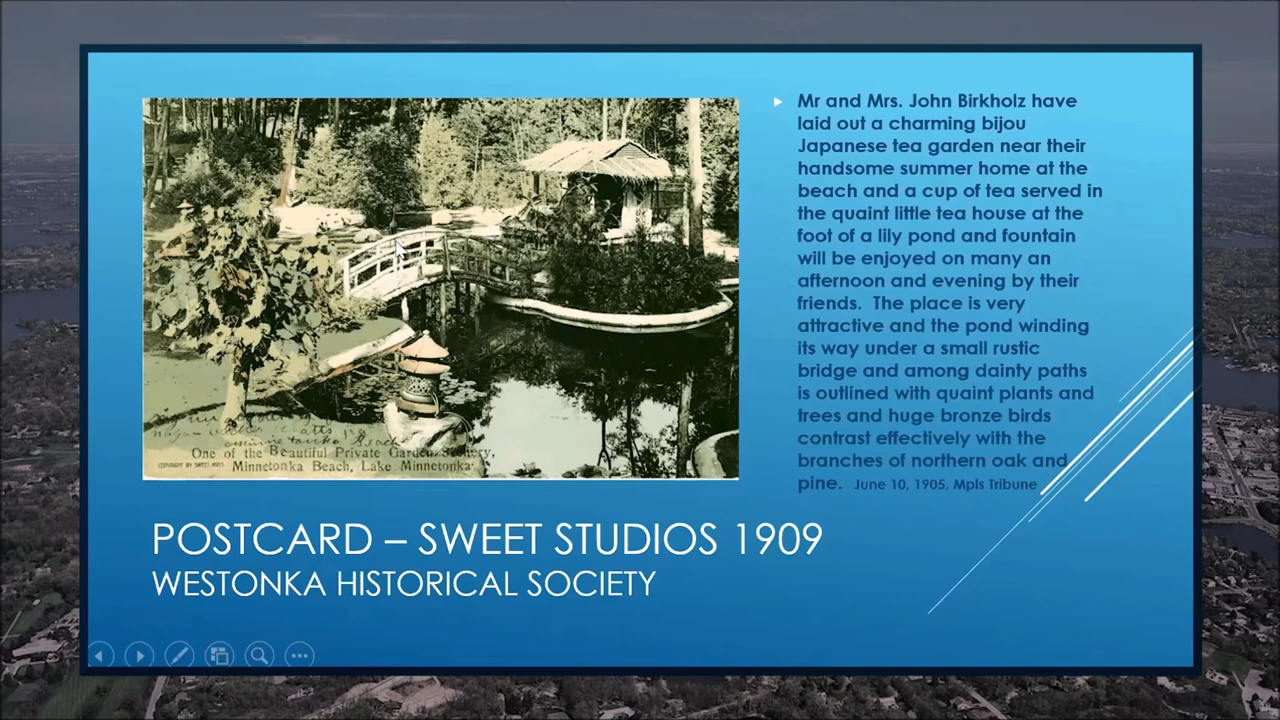 Mr and Mrs. John Birkholz have
laid out a charming bijou
Japanese tea garden near their
handsome summer home at the
beach and a cup of tea served in
the quaint little tea house at the
foot of a lily pond and fountain
will be enjoyed on many an
afternoon and evening by their
friends.  The place is very
attractive and the pond winding
its way under a small rustic
bridge and among dainty paths
is outlined with quaint plants and
trees and huge bronze birds
contrast effectively with the
branches of northern oak and
pine.  June 10, 1905, Mpls Tribune
One of the Beautiful Private Garden Scenery,
COPYRIGHT BY SWEET
Minnetonka Beach, Lake Minnetonka
POSTCARD – SWEET STUDIOS 1909
WESTONKA HISTORICAL SOCIETY